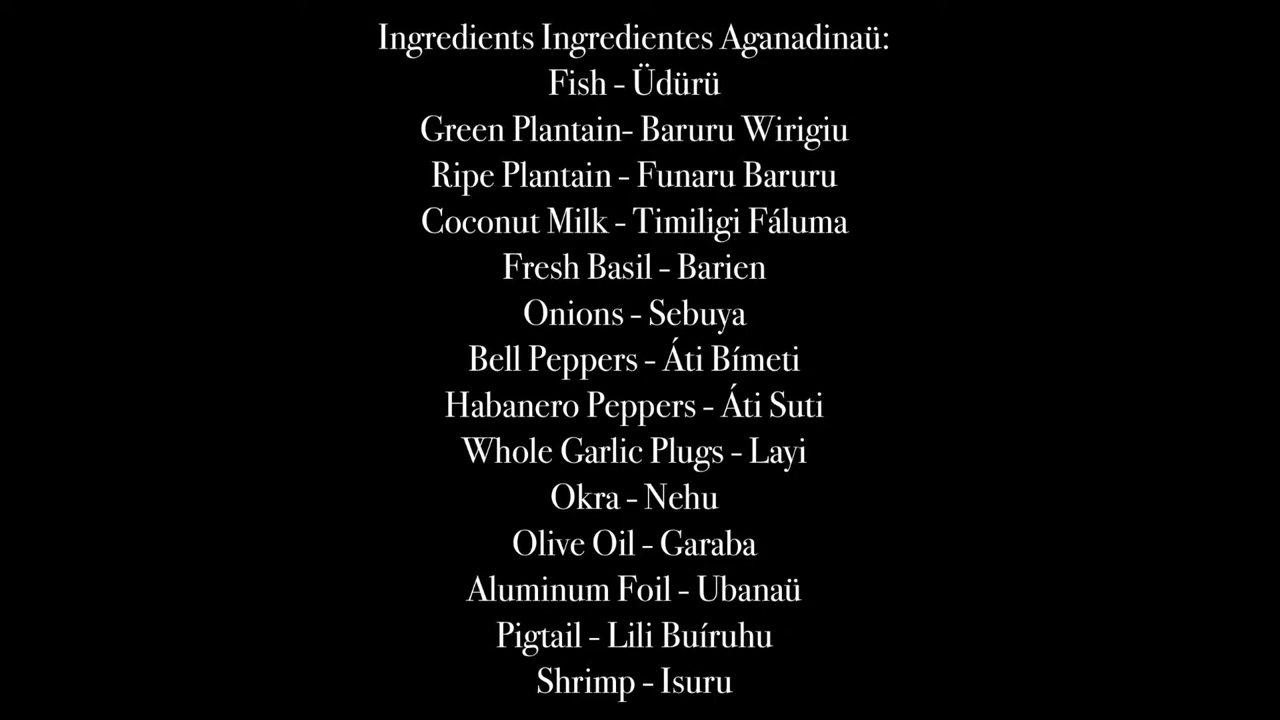 Ingredients Ingredientes Aganadinaü:
Fish - Üdürü
Green Plantain- Baruru Wirigiu
Ripe Plantain - Funaru Baruru
Coconut Milk - Timiligi Fáluma
Fresh Basil - Barien
Onions - Sebuya
Bell Peppers - Áti Bímeti
Habanero Peppers - Áti Suti
Whole Garlic Plugs - Layi
Okra - Nehu
Olive Oil - Garaba
Aluminum Foil - Ubanaü
Pigtail - Lili Buíruhu
Shrimp - Isuru